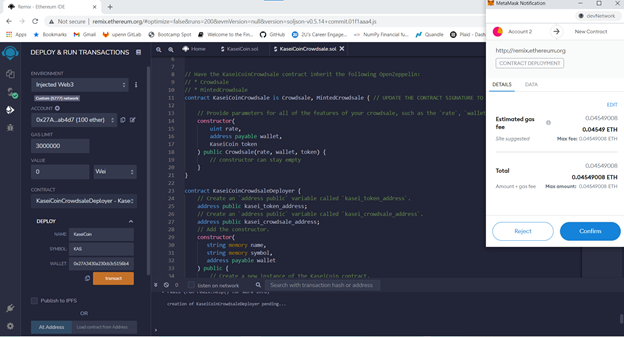 Remix - Ethereum IDE
Not secure | remix.ethereum.org/#optimize=false&runs=200&evmVersion=null&version=soljson-v0.5.14+commit.01f1aaa4.js
Apps
Bookmarks
Gmail
upenn GitLab
Bootcamp Spot
Welcome To The Fi...
GitHub
ZU's Career Engage...
NumPy Financial fu...
Quandle
Plaid - Dash
DEPLOY & RUN TRANSACTIONS
ENVIRONMENT
Injected Web3
Custom (5777) network
ACCOUNT
0x27A...ab4d7 (100 ether)
GAS LIMIT
3000000
VALUE
0
Wei
CONTRACT
KaseiCoinCrowdsaleDeployer - Kase
DEPLOY
NAME
KaseiCoin
SYMBOL
KAS
WALLET
transact
Publish to IPFS
OR
At Address
Load contract from Address
Home
KaseiCoin.sol
KaseiCoinCrowdsale.sol
6
7
8 // Have the KaseiCoinCrowdsale contract inherit the following OpenZeppelin:
// * Crowdsale
// * MintedCrowdsale
contract KaseiCoinCrowdsale is Crowdsale, MintedCrowdsale { // UPDATE THE CONTRACT SIGNATURE TO
// Provide parameters for all of the features of your crowdsale, such as the `rate`, `wallet
constructor(
uint rate,
address payable wallet,
KaseiCoin token
) public Crowdsale(rate, wallet, token) {
// constructor can stay empty
}
}
contract KaseiCoinCrowdsaleDeployer {
// Create an `address public` variable called `kasei_token_address`.
address public kasei_token_address;
// Create an `address public` variable called `kasei_crowdsale_address`.
address public kasei_crowdsale_address;
// Add the constructor.
constructor(
string memory name,
string memory symbol,
address payable wallet
) public {
// Create a new instance of the KaseiCoin contract.
0
listen on network
Search with transaction hash or address
creation of KaseiCoinCrowdsaleDeployer pending...
MetaMask Notification
devNetwork
Account 2
New Contract
http://remix.ethereum.org
CONTRACT DEPLOYMENT
DETAILS
DATA
EDIT
Estimated gas fee
0.04549008
0.04549 ETH
Site suggested
Max fee: 0.04549008 ETH
Total
0.04549008
0.04549008 ETH
Amount + gas fee
Max amount: 0.04549008 ETH
Reject
Confirm